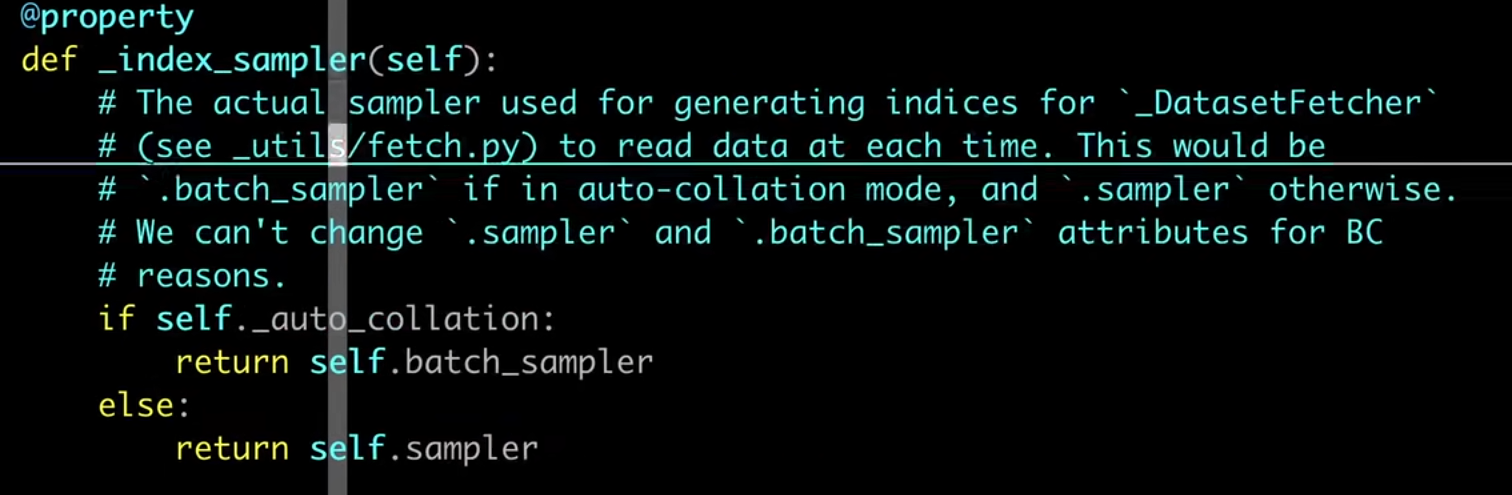 @property
def _index_sampler(self):
# The actual sampler used for generating indices for `_DatasetFetcher`
# (see _utils/fetch.py) to read data at each time. This would be
# `.batch_sampler` if in auto-collation mode, and `.sampler` otherwise.
# We can't change `.sampler` and `.batch_sampler` attributes for BC
# reasons.
if self._auto_collation:
return self.batch_sampler
else:
return self.sampler